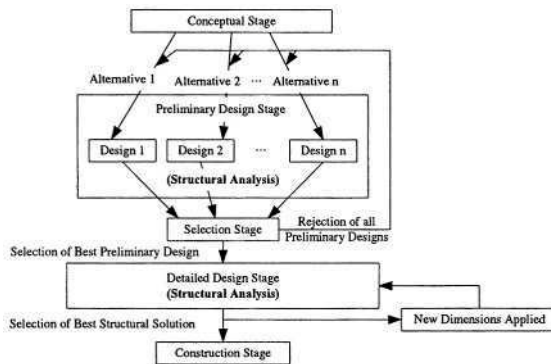 Conceptual Stage
Alternative 1
Alternative 2 ... Alternative n
Preliminary Design Stage
Design 1
Design 2
...
Design n
(Structural Analysis)
Selection Stage
Rejection of all
Preliminary Designs
Selection of Best Preliminary Design
Detailed Design Stage
(Structural Analysis)
Selection of Best Structural Solution
New Dimensions Applied
Construction Stage